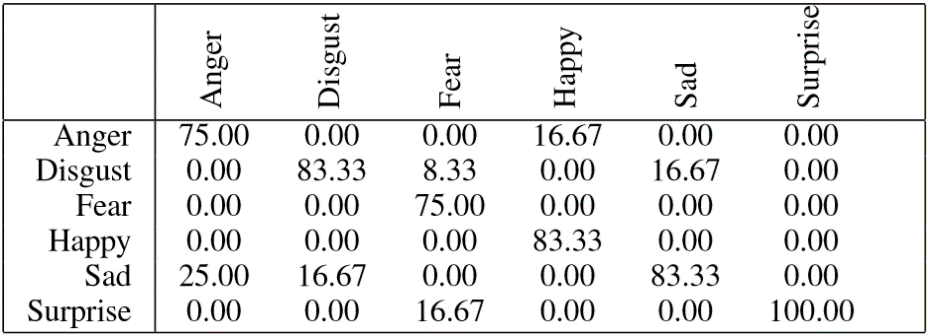 Anger Disgust Fear Happy Sad Surprise
Anger 75.00 0.00 0.00 16.67 0.00 0.00
Disgust 0.00 83.33 8.33 0.00 16.67 0.00
Fear 0.00 0.00 75.00 0.00 0.00 0.00
Happy 0.00 0.00 0.00 83.33 0.00 0.00
Sad 25.00 16.67 0.00 0.00 83.33 0.00
Surprise 0.00 0.00 16.67 0.00 0.00 100.00